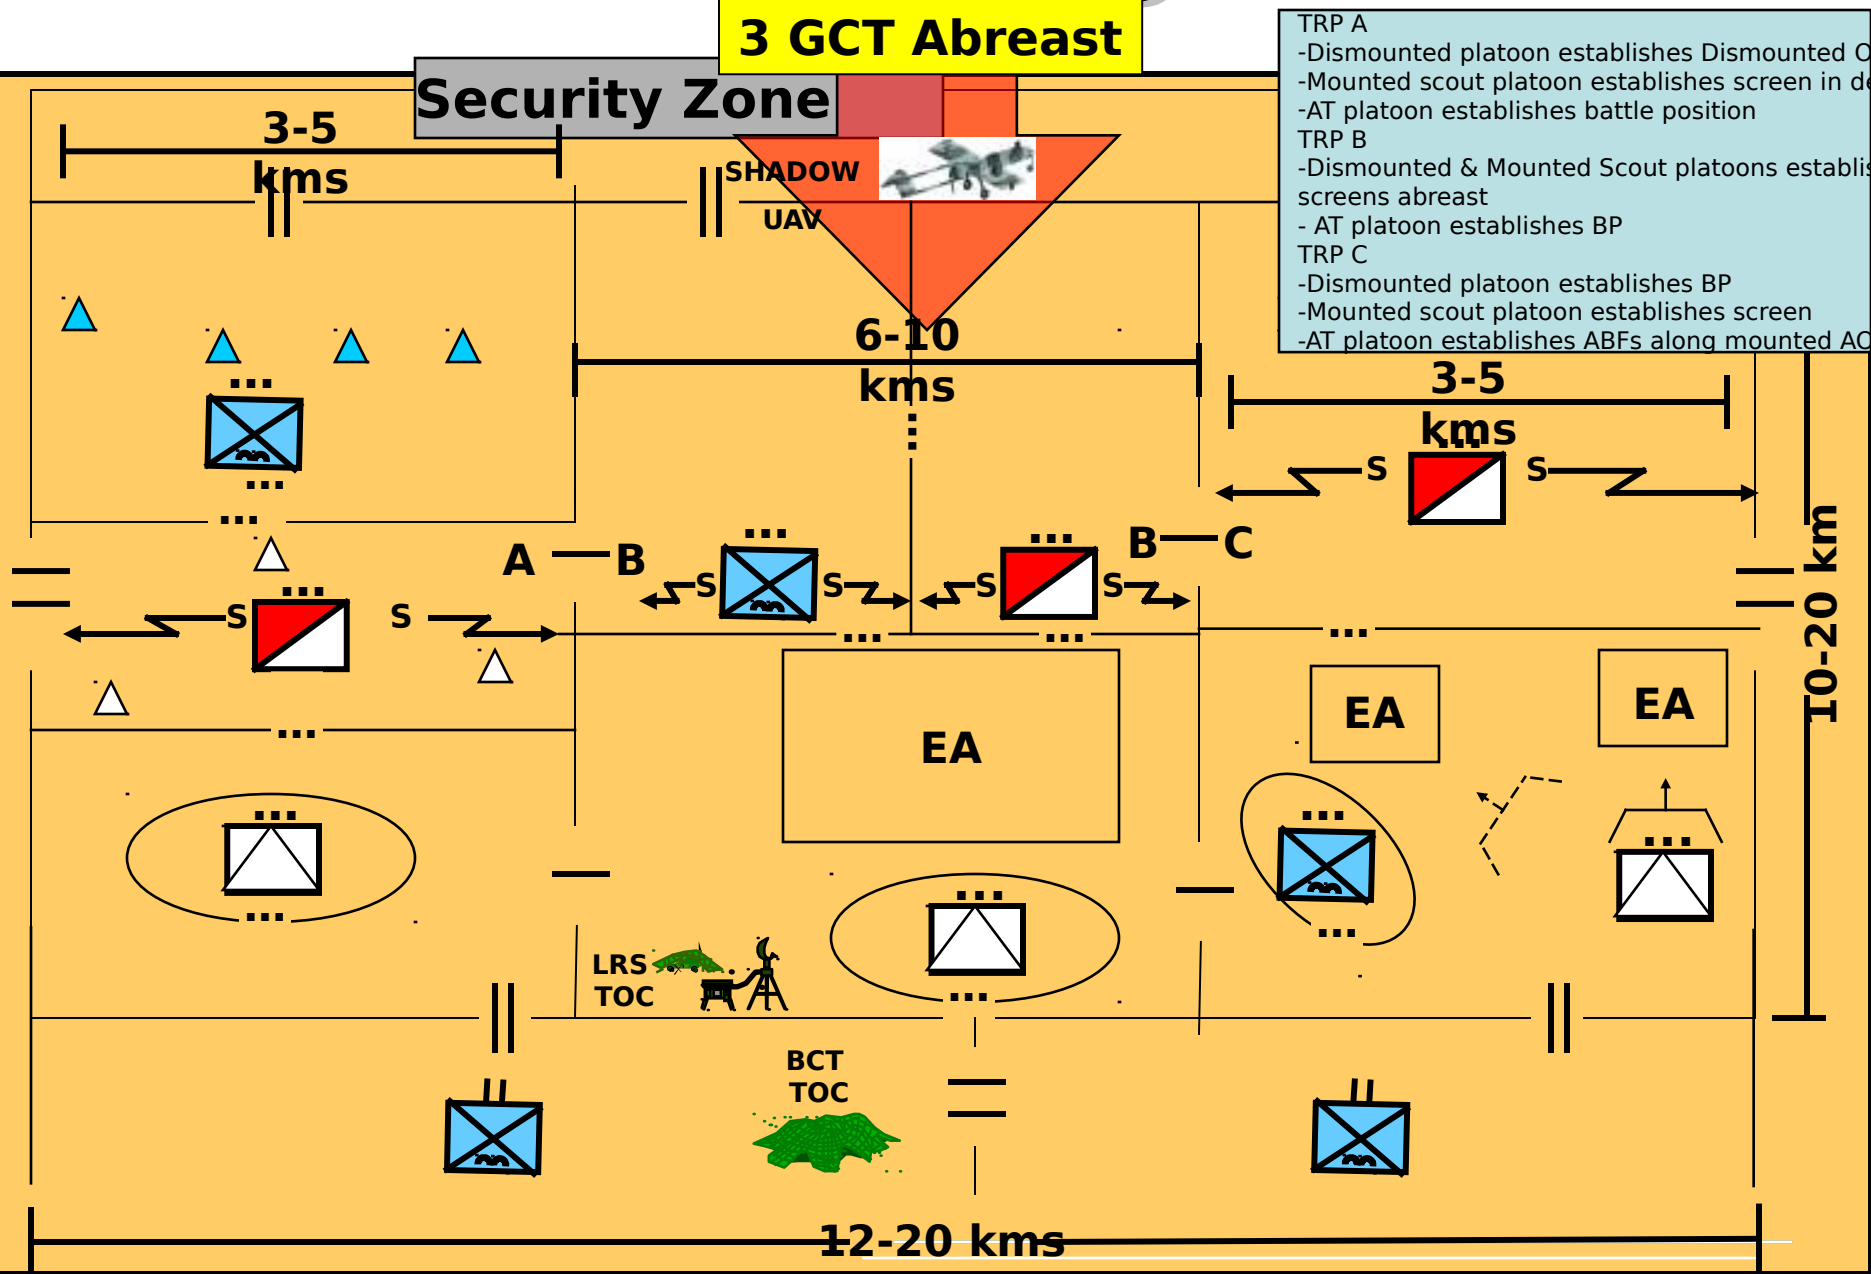 3 GCT Abreast
Security Zone
TRP A
-Dismounted platoon establishes Dismounted
-Mounted scout platoon establishes screen in
-AT platoon establishes battle position
TRP B
-Dismounted & Mounted Scout platoons
screens abreast
- AT platoon establishes BP
TRP C
-Dismounted platoon establishes BP
-Mounted scout platoon establishes screen
-AT platoon establishes ABFs along mounted
3-5
kms
SHADOW
UAV
6-10
kms
3-5
kms
S
S
A
B
B
C
S
S
S
S
S
S
10-20 km
EA
EA
EA
LRS
TOC
BCT
TOC
12-20 kms